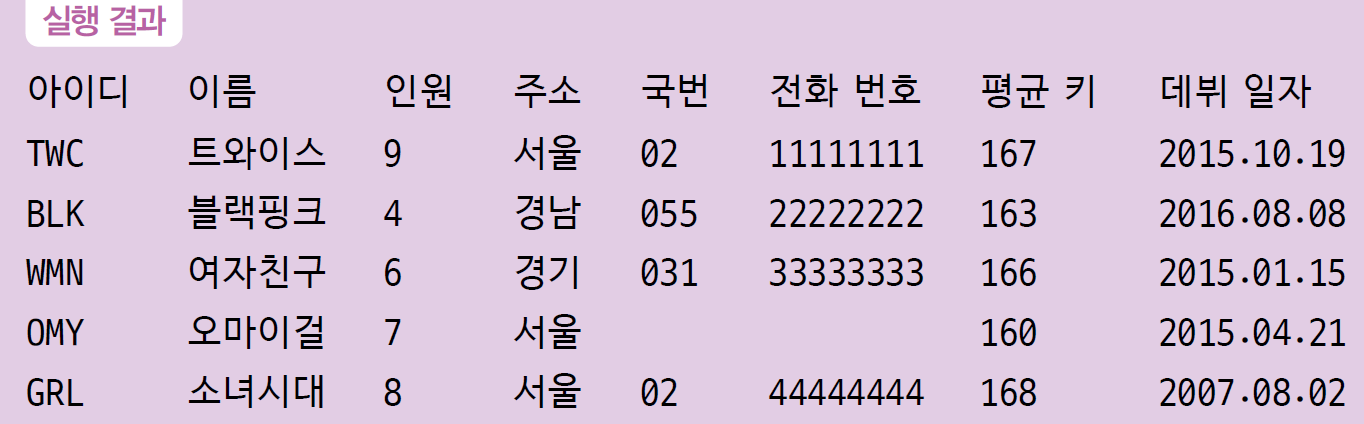 실행 결과
아이디 이름 인원 주소 국번 전화 번호 평균 키 데뷔 일자
TWC 트와이스 9 서울 02 11111111 167 2015.10.19
BLK 블랙핑크 4 경남 055 22222222 163 2016.08.08
WMN 여자친구 6 경기 031 33333333 166 2015.01.15
OMY 오마이걸 7 서울 160 2015.04.21
GRL 소녀시대 8 서울 02 44444444 168 2007.08.02